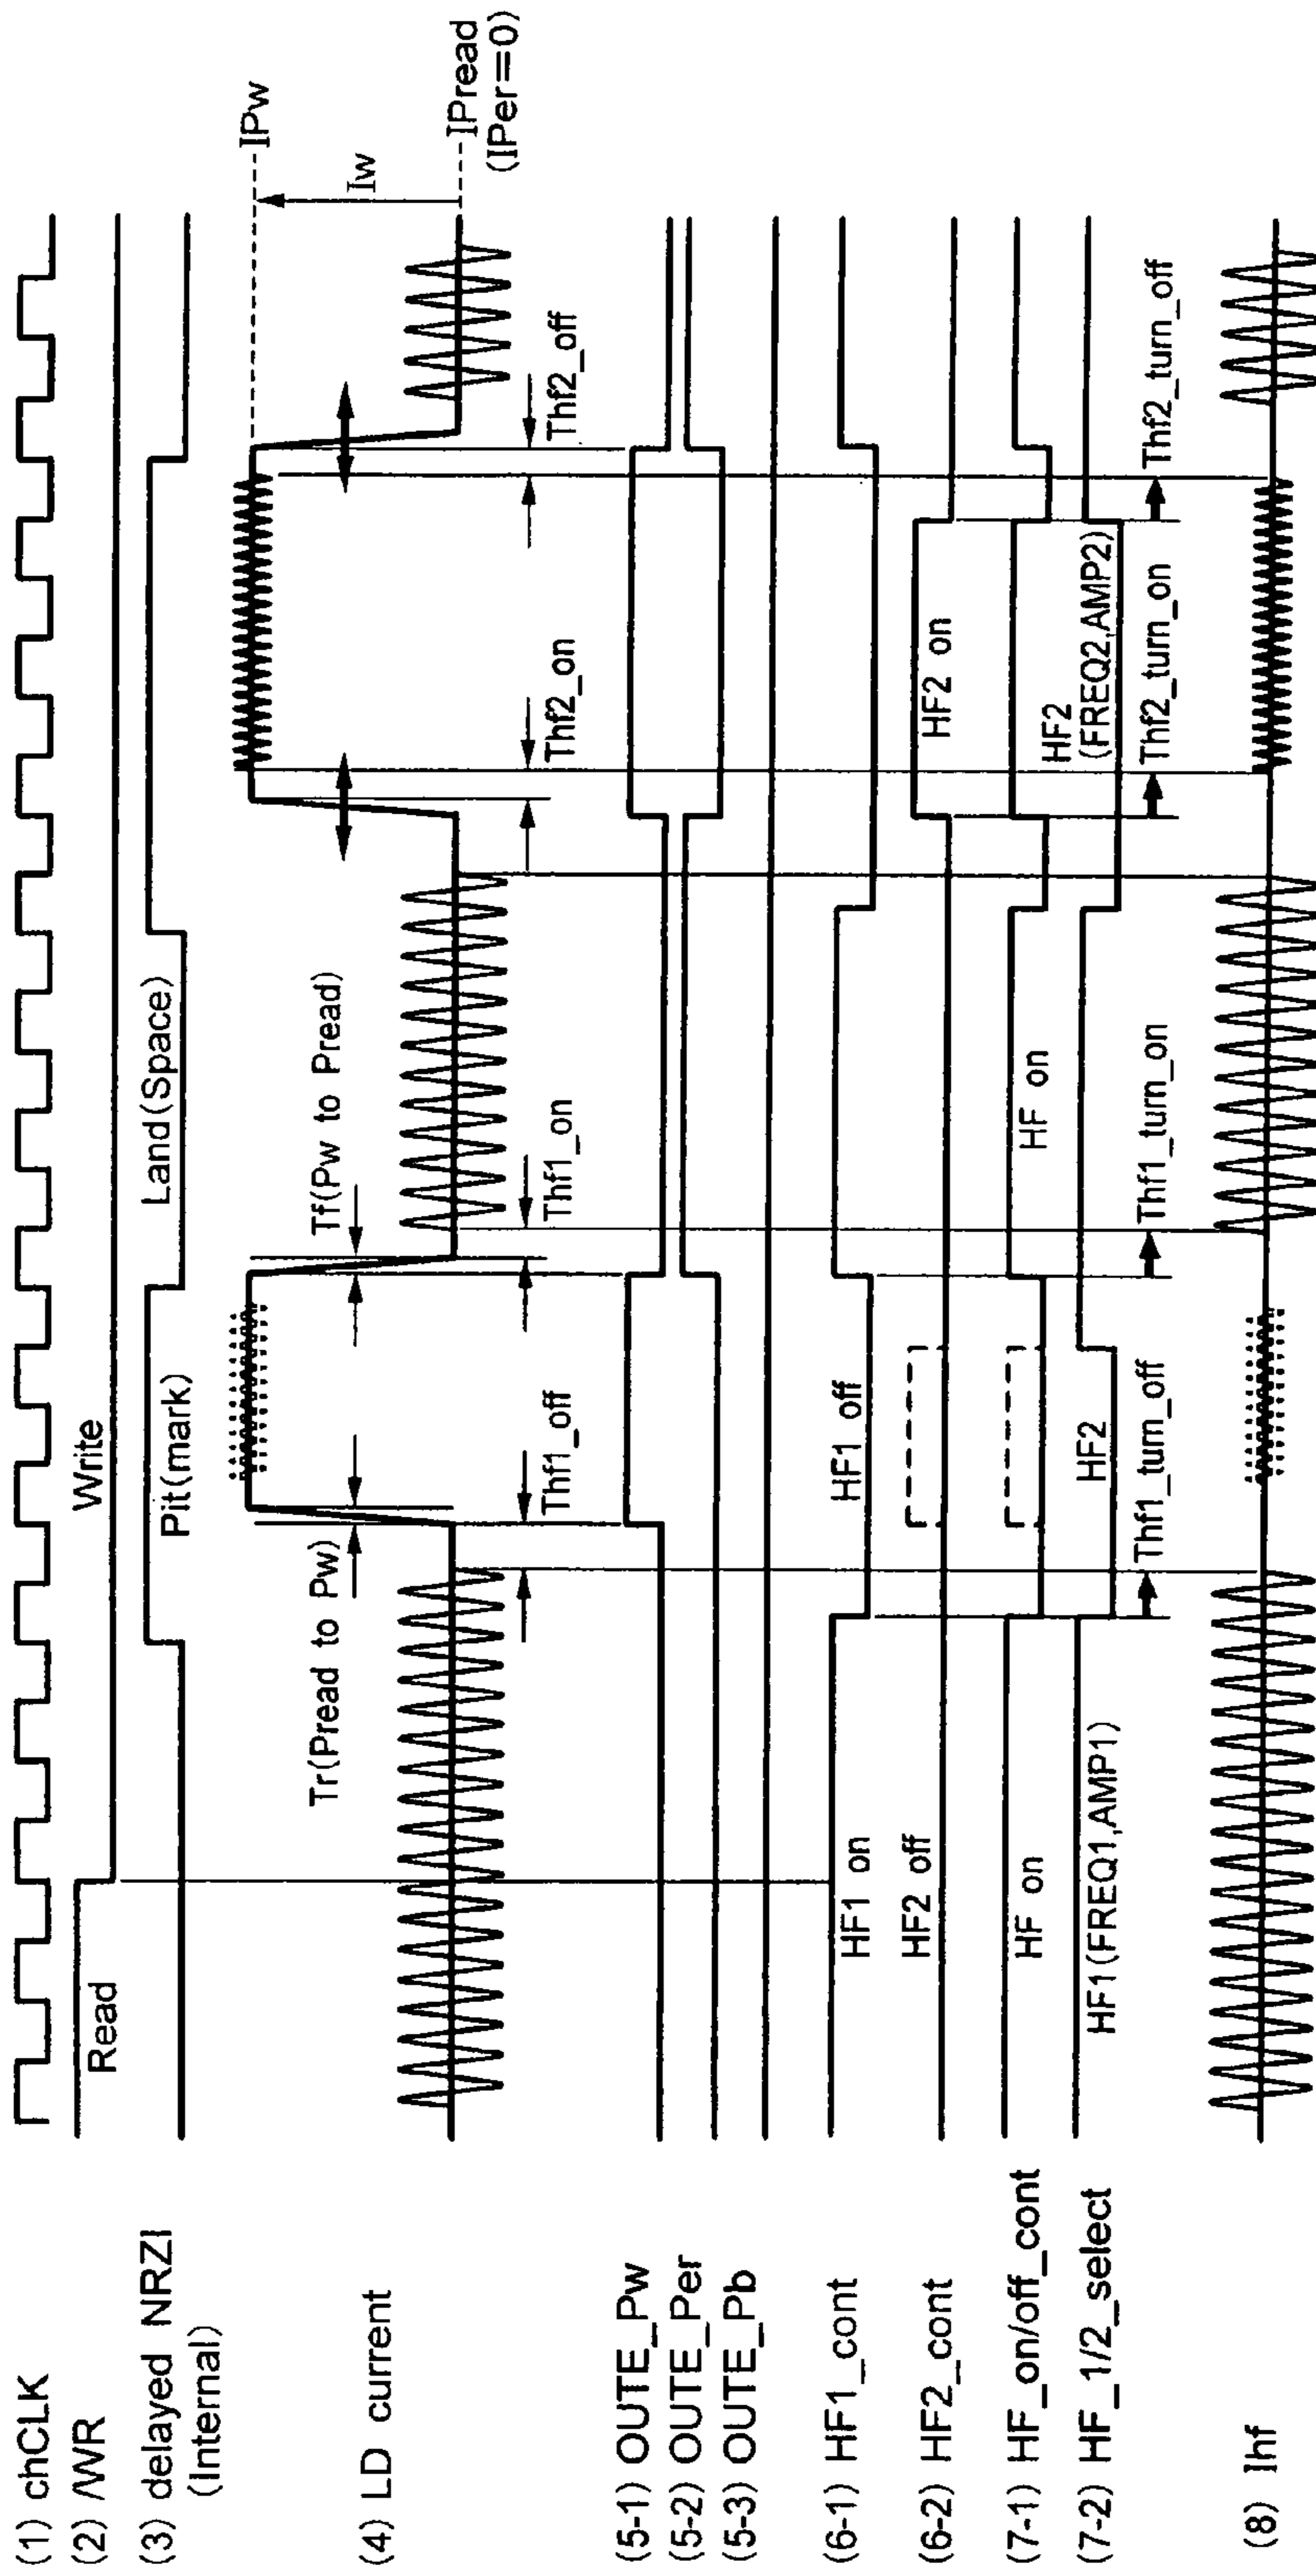 (1) chCLK
(2) /WR
Read
Write
(3) delayed NRZI
(Internal)
Pit(mark)
Land(Space)
(4) LD current
Tr(Pread to Pw)
Tf(Pw to Pread)
IPw
Iw
IPread
(IPer=0)
Thf1_off
Thf1_on
Thf2_on
Thf2_off
(5-1) OUTE_Pw
(5-2) OUTE_Per
(5-3) OUTE_Pb
(6-1) HF1_cont
HF1 on
HF1 off
(6-2) HF2_cont
HF2 off
HF2 on
(7-1) HF_on/off_cont
HF on
HF on
(7-2) HF_1/2_select
HF1(FREQ1,AMP1)
HF2
HF2
(FREQ2,AMP2)
Thf1_turn_off
Thf1_turn_on
Thf2_turn_on
Thf2_turn_off
(8) Ihf